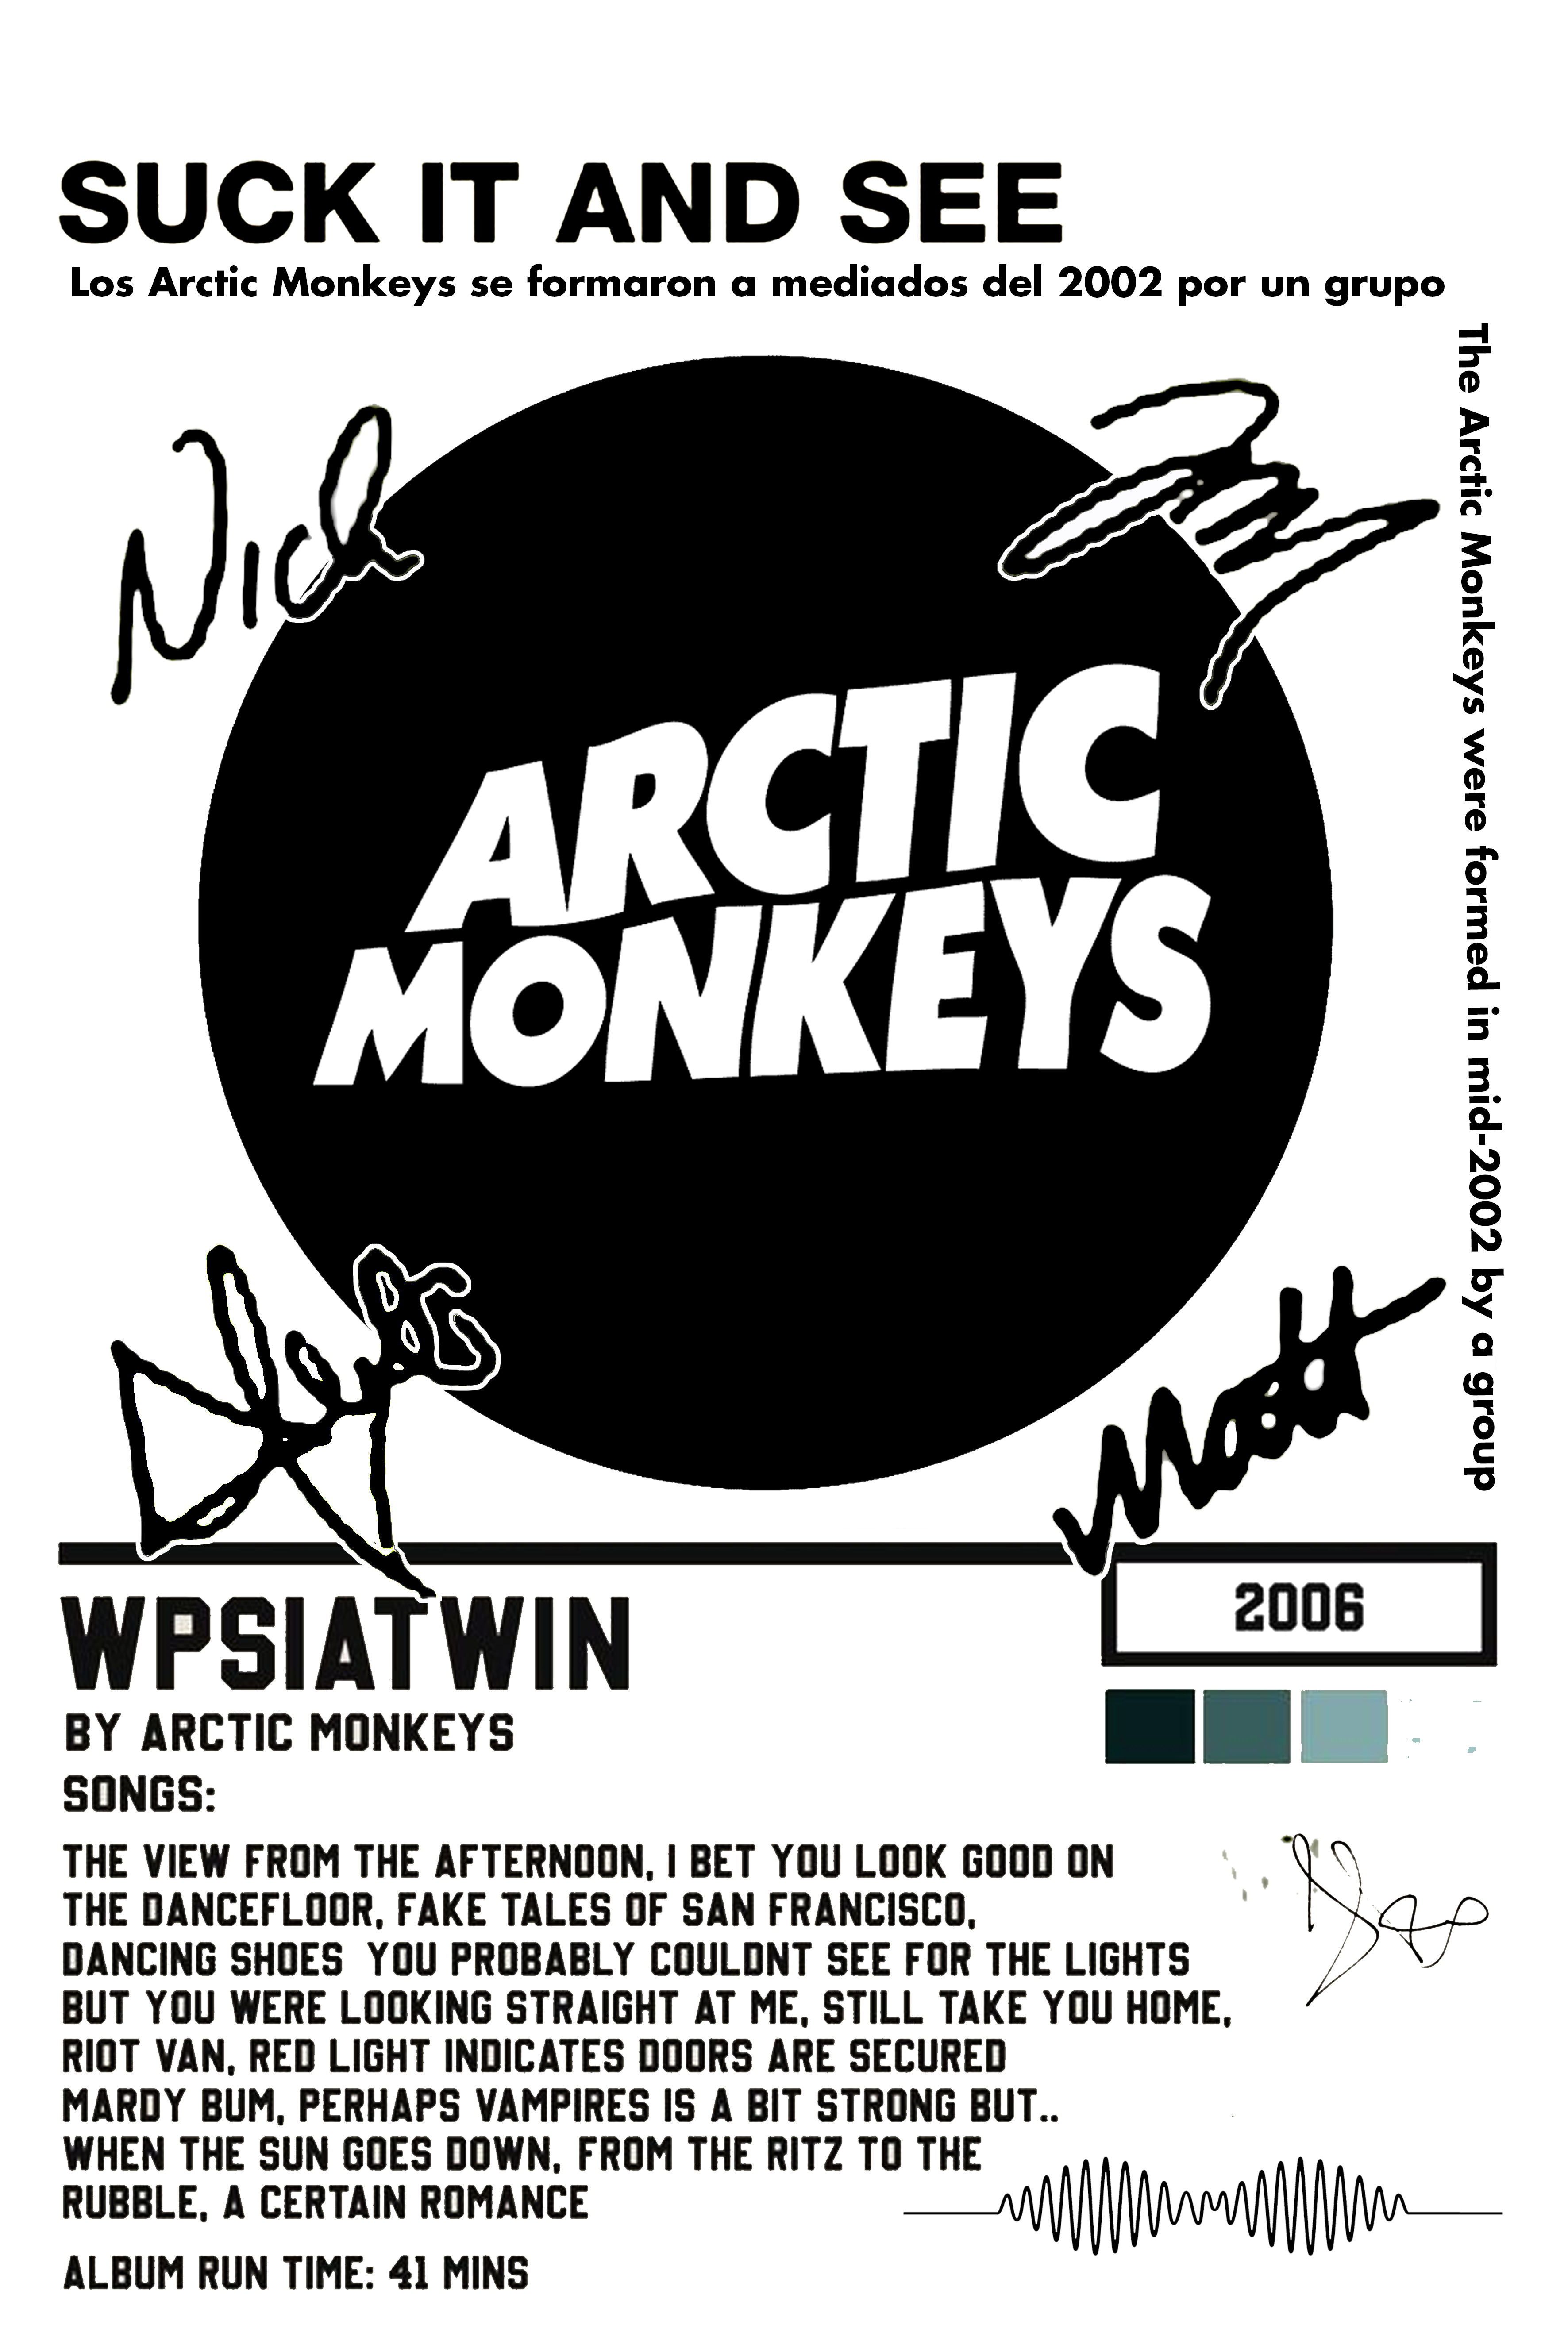 SUCK IT AND SEE
Los Arctic Monkeys se formaron a mediados del 2002 por un grupo
The Arctic Monkeys were formed in mid-2002 by a group
Nick
ARCTIC
MONKEYS
Matt
2006
WPSIATWIN
BY ARCTIC MONKEYS
SONGS:
THE VIEW FROM THE AFTERNOON, I BET YOU LOOK GOOD ON
THE DANCEFLOOR, FAKE TALES OF SAN FRANCISCO,
DANCING SHOES YOU PROBABLY COULDNT SEE FOR THE LIGHTS
BUT YOU WERE LOOKING STRAIGHT AT ME, STILL TAKE YOU HOME,
RIOT VAN, RED LIGHT INDICATES DOORS ARE SECURED
MARDY BUM, PERHAPS VAMPIRES IS A BIT STRONG BUT..
WHEN THE SUN GOES DOWN, FROM THE RITZ TO THE
RUBBLE, A CERTAIN ROMANCE
ALBUM RUN TIME: 41 MINS